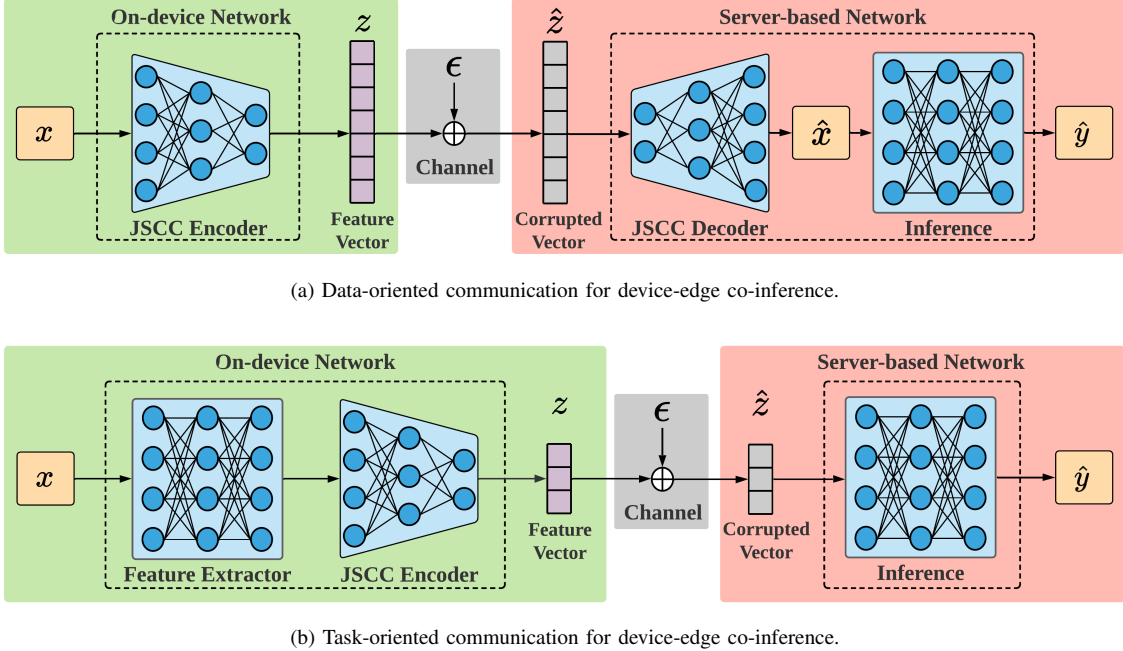 On-device Network
Server-based Network
z
ẑ
ϵ
x
x̂
ŷ
Channel
JSCC Encoder
Feature
Vector
Corrupted
Vector
JSCC Decoder
Inference
(a) Data-oriented communication for device-edge co-inference.
On-device Network
Server-based Network
z
ϵ
ẑ
x
ŷ
Channel
Feature
Vector
Corrupted
Vector
Feature Extractor
JSCC Encoder
Inference
(b) Task-oriented communication for device-edge co-inference.